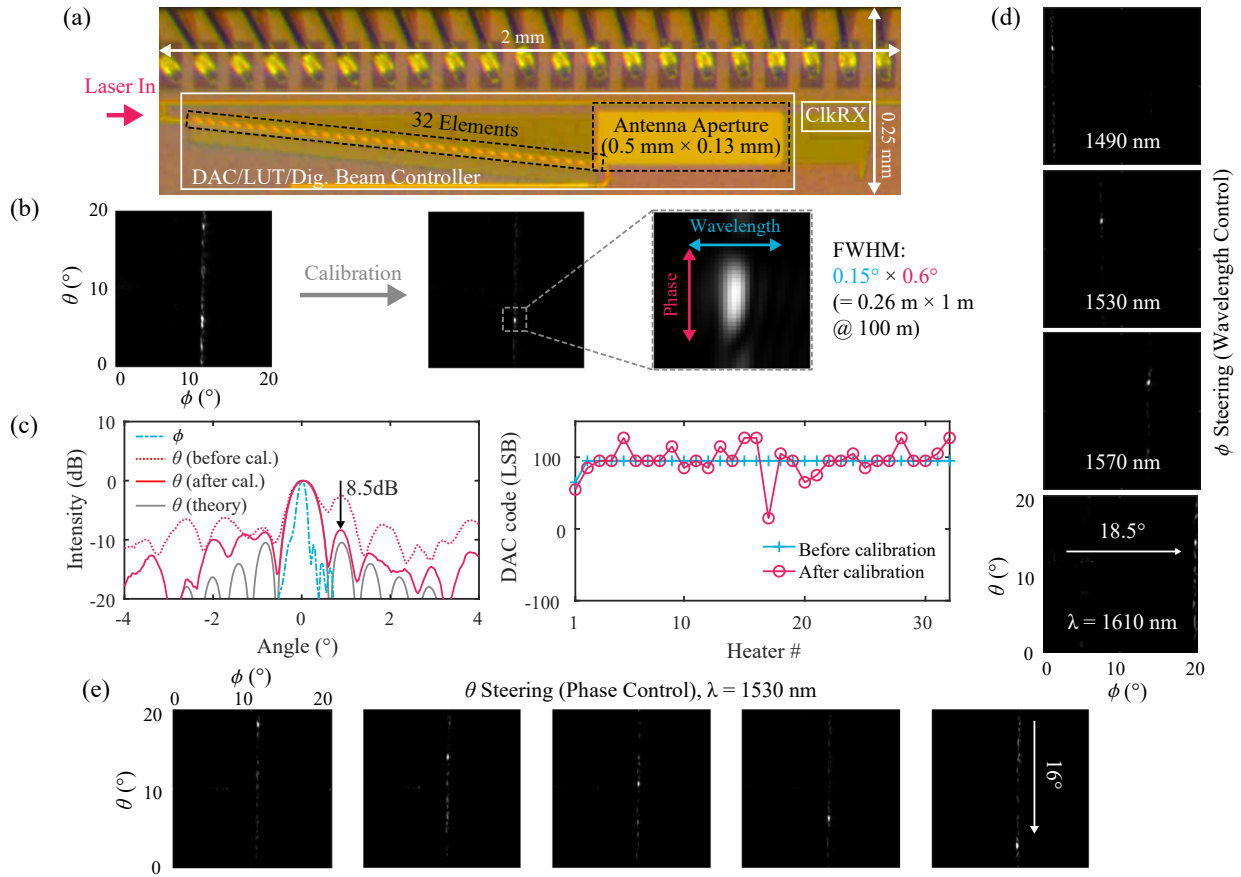 (a)
2 mm
Laser In
32 Elements
Antenna Aperture
(0.5 mm × 0.13 mm)
ClkRX
0.25 mm
DAC/LUT/Dig. Beam Controller
(b)
20
10
0
θ (°)
0
10
20
ϕ (°)
Calibration
Wavelength
Phase
FWHM:
0.15° × 0.6°
(= 0.26 m × 1 m
@ 100 m)
(c)
10
0
-10
-20
Intensity (dB)
ϕ
θ (before cal.)
θ (after cal.)
θ (theory)
8.5dB
-4
-2
0
2
4
Angle (°)
DAC code (LSB)
100
0
-100
Before calibration
After calibration
1
10
20
30
Heater #
(d)
1490 nm
1530 nm
1570 nm
ϕ Steering (Wavelength Control)
20
10
0
θ (°)
18.5°
λ = 1610 nm
0
10
20
ϕ (°)
(e)
ϕ (°)
0
10
20
θ Steering (Phase Control), λ = 1530 nm
20
10
0
θ (°)
16°